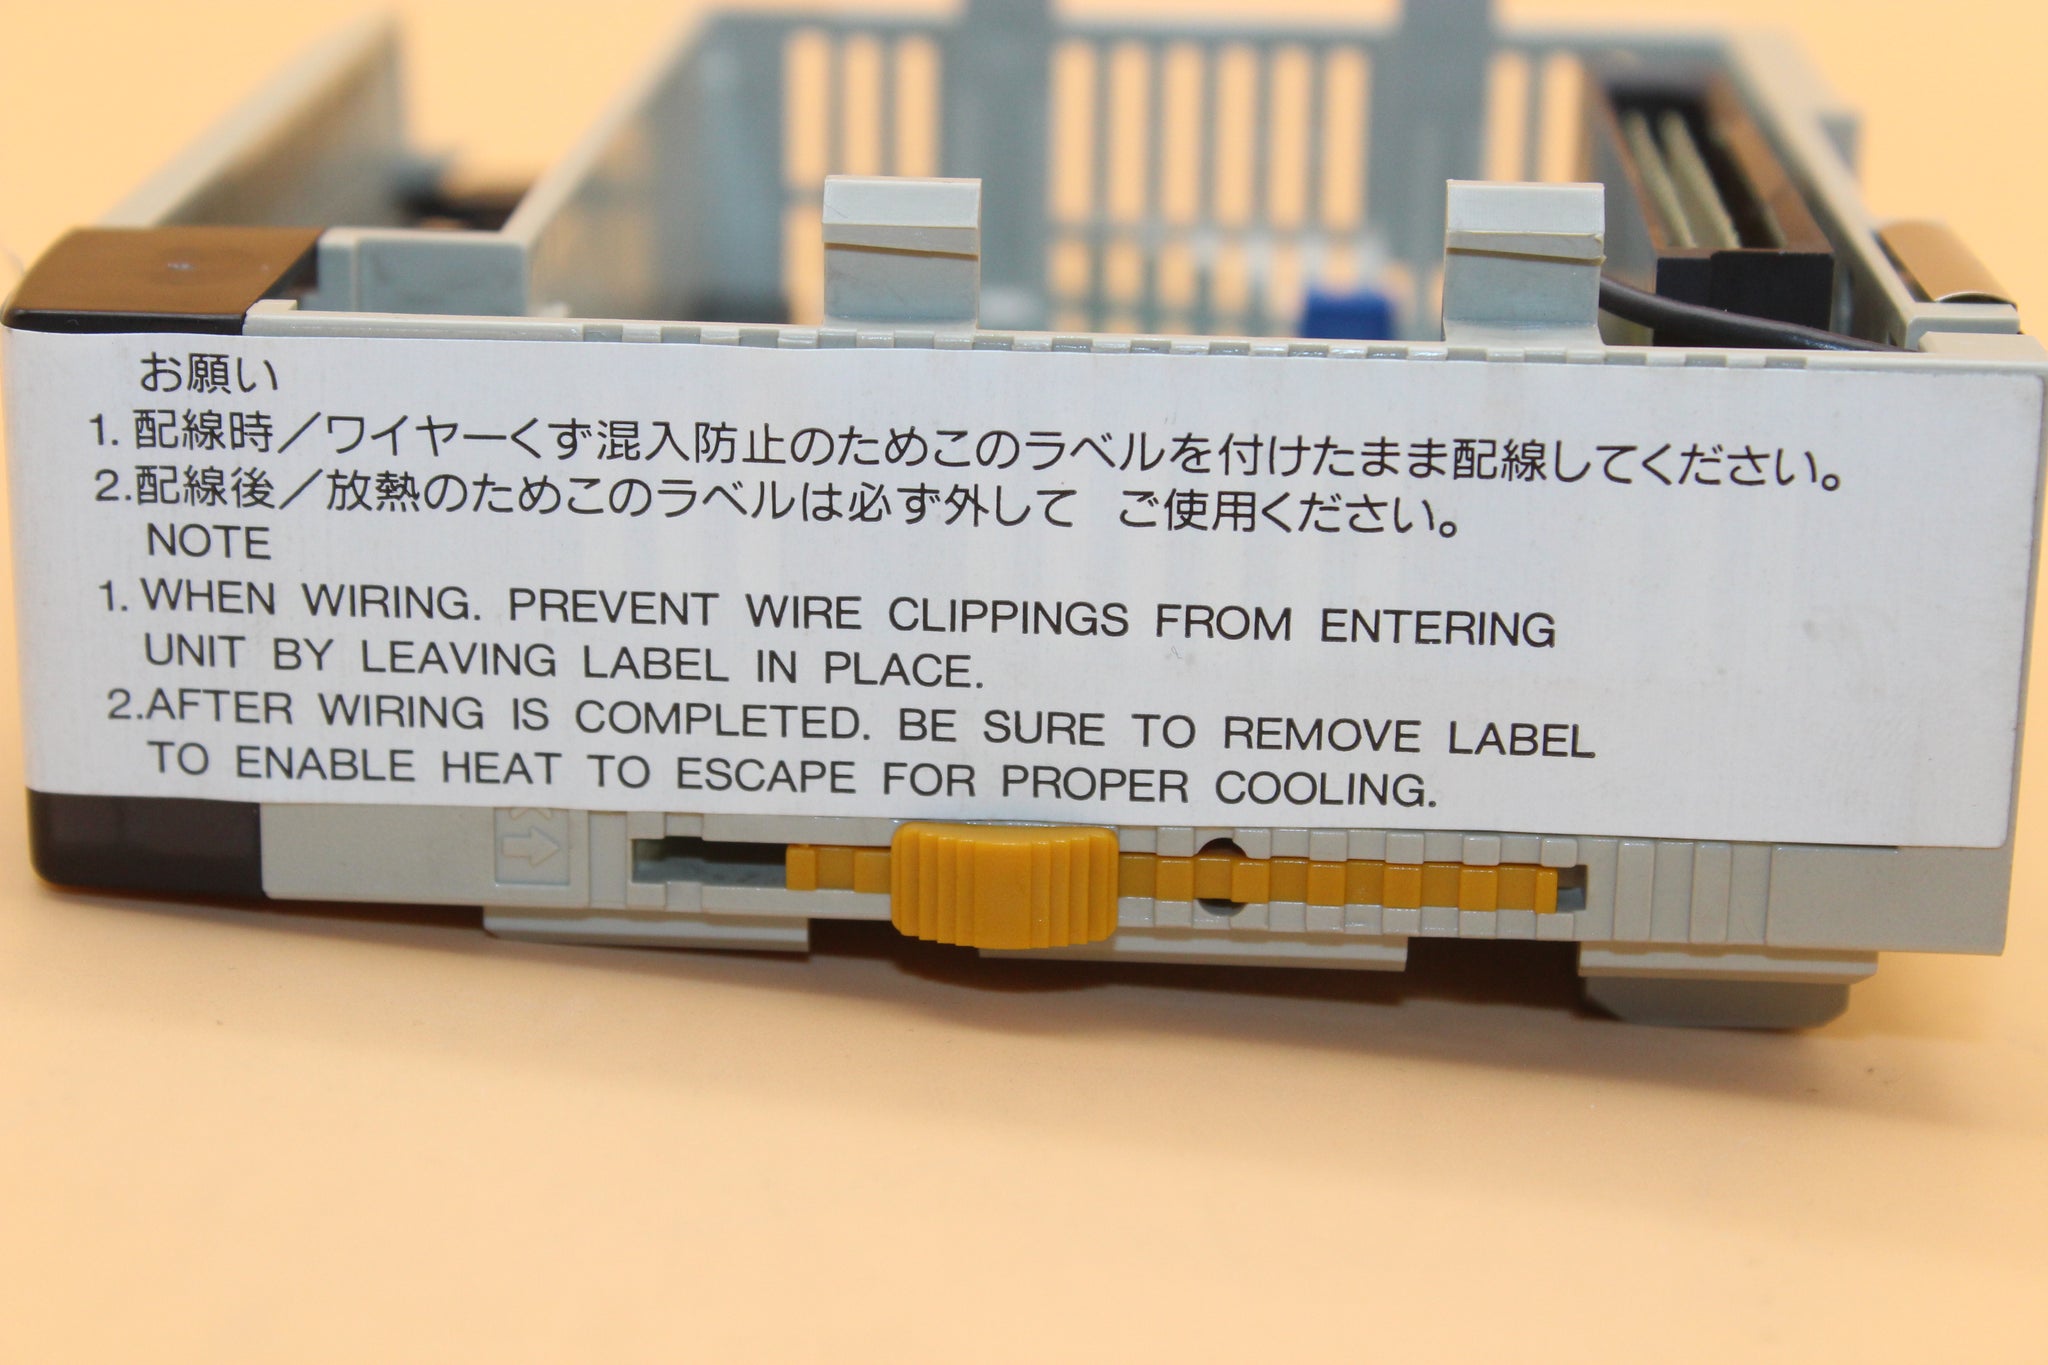 お願い
1. 配線時／ワイヤーくず混入防止のためこのラベルを付けたまま配線してください。
2.配線後／放熱のためこのラベルは必ず外して ご使用ください。
NOTE
1. WHEN WIRING. PREVENT WIRE CLIPPINGS FROM ENTERING
UNIT BY LEAVING LABEL IN PLACE.
2.AFTER WIRING IS COMPLETED. BE SURE TO REMOVE LABEL
TO ENABLE HEAT TO ESCAPE FOR PROPER COOLING.